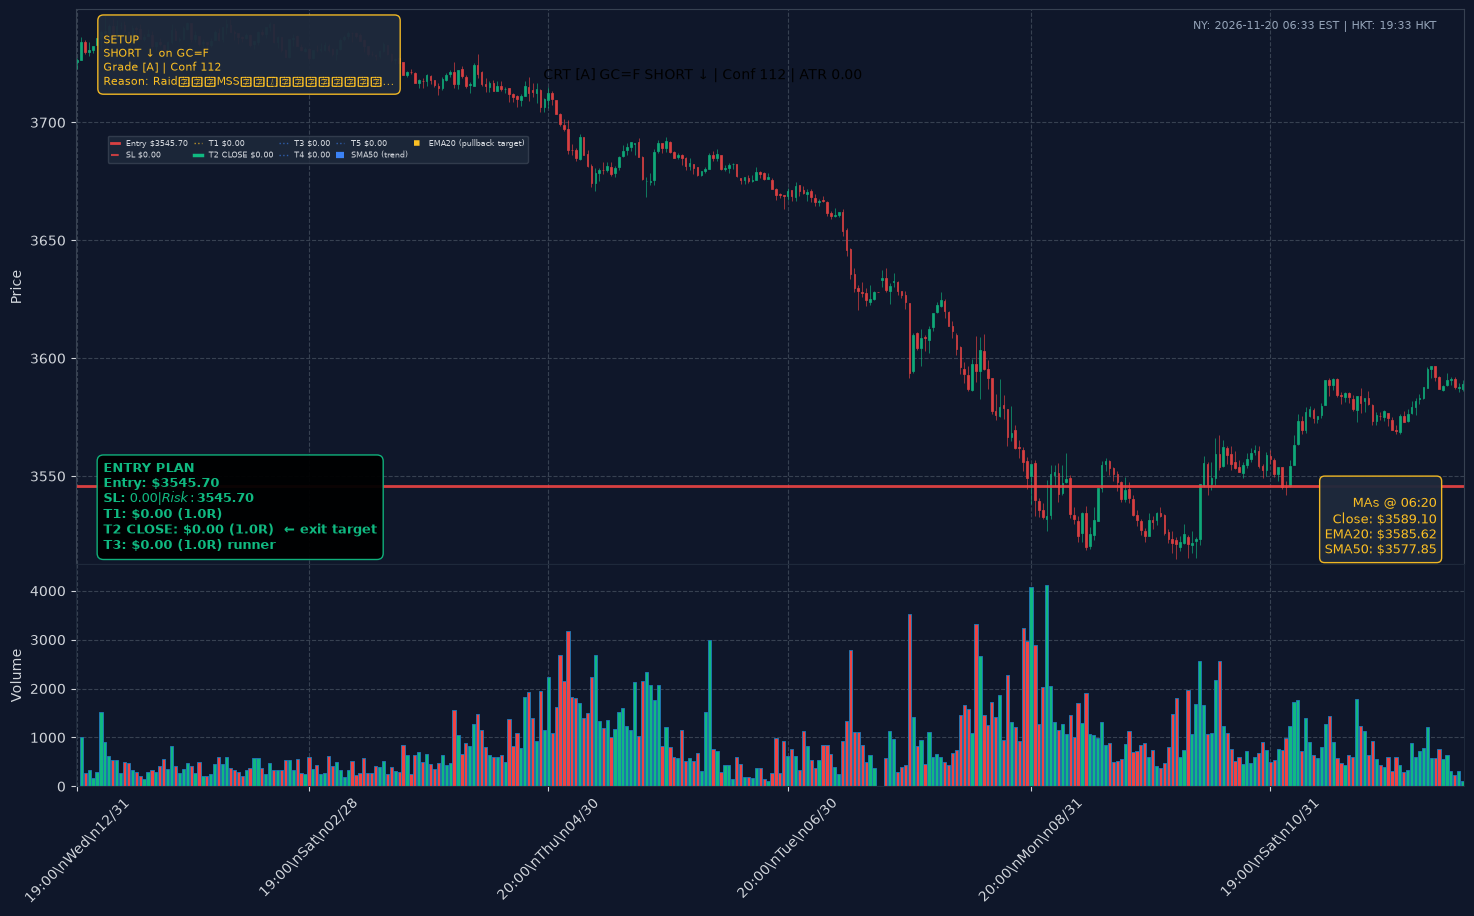 NY: 2026-11-20 06:33 EST | HKT: 19:33 HKT
SETUP
SHORT ↓ on GC=F
Grade [A] | Conf 112
Reason: Raid□□□MSS□□□□□□□□□□□...
CRT [A] GC=F SHORT ↓ | Conf 112 | ATR 0.00
Entry $3545.70 T1 $0.00 T3 $0.00 T5 $0.00 EMA20 (pullback target)
SL $0.00 T2 CLOSE $0.00 T4 $0.00 SMA50 (trend)
3700
3650
3600
3550
Price
ENTRY PLAN
Entry: $3545.70
SL: 0.00|Risk:3545.70
T1: $0.00 (1.0R)
T2 CLOSE: $0.00 (1.0R) ← exit target
T3: $0.00 (1.0R) runner
MAs @ 06:20
Close: $3589.10
EMA20: $3585.62
SMA50: $3577.85
4000
3000
2000
1000
0
Volume
19:00\nWed\n12/31
19:00\nSat\n02/28
20:00\nThu\n04/30
20:00\nTue\n06/30
20:00\nMon\n08/31
19:00\nSat\n10/31